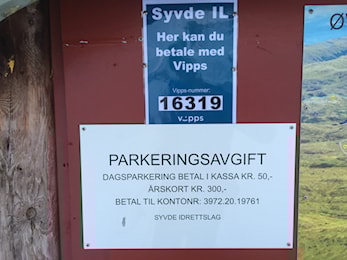 Syvde IL
Her kan du
betale med
Vipps
Vipps-nummer:
16319
vipps
PARKERINGSAVGIFT
DAGSPARKERING BETAL I KASSA KR. 50,-
ÅRSKORT KR. 300,-
BETAL TIL KONTONR: 3972.20.19761
SYVDE IDRETTSLAG